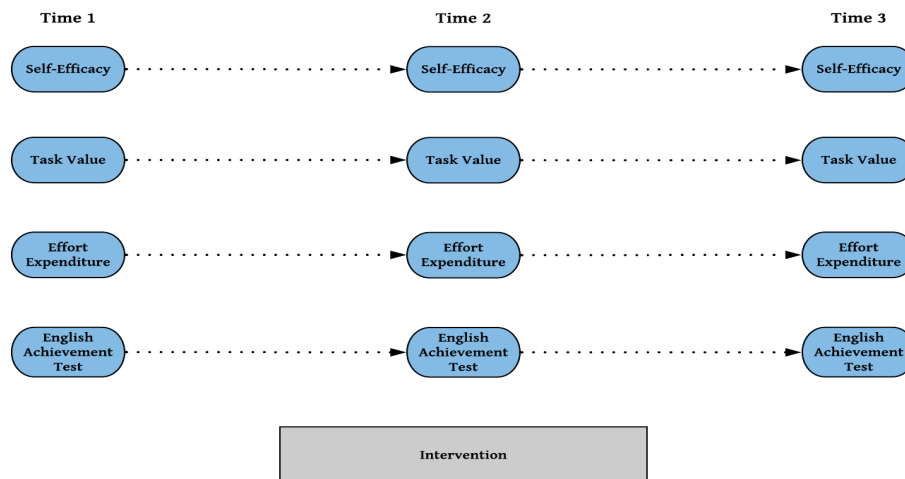 Time 1 Time 2 Time 3
Self-Efficacy Self-Efficacy Self-Efficacy
Task Value Task Value Task Value
Effort Effort Effort
Expenditure Expenditure Expenditure
English English English
Achievement Achievement Achievement
Test Test Test
Intervention